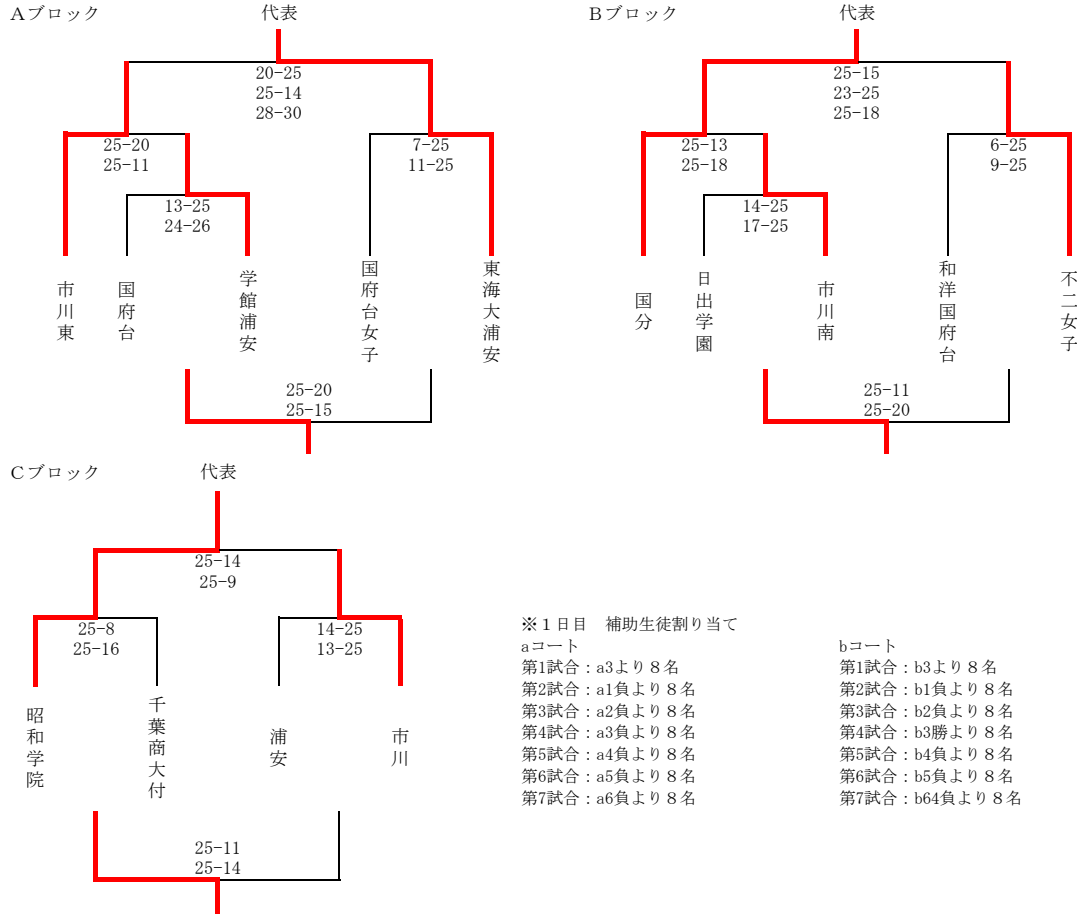 Aブロック
代表
20-25
25-14
28-30
25-20
25-11
7-25
11-25
13-25
24-26
市川東
国府台
学館浦安
国府台女子
東海大浦安
25-20
25-15
Bブロック
代表
25-15
23-25
25-18
25-13
25-18
6-25
9-25
14-25
17-25
国分
日出学園
市川南
和洋国府台
不二女子
25-11
25-20
Cブロック
代表
25-14
25-9
25-8
25-16
14-25
13-25
昭和学院
千葉商大付
浦安
市川
25-11
25-14
※1日目　補助生徒割り当て
aコート
第1試合：a3より8名
第2試合：a1負より8名
第3試合：a2負より8名
第4試合：a3負より8名
第5試合：a4負より8名
第6試合：a5負より8名
第7試合：a6負より8名
bコート
第1試合：b3より8名
第2試合：b1負より8名
第3試合：b2負より8名
第4試合：b3勝より8名
第5試合：b4負より8名
第6試合：b5負より8名
第7試合：b64負より8名